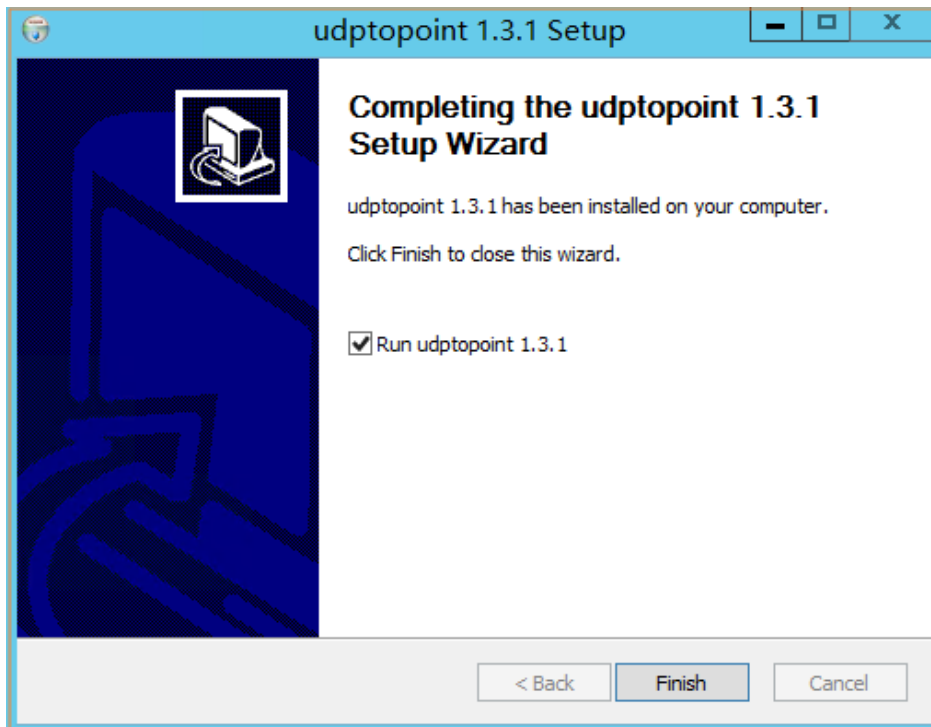 udptopoint 1.3.1 Setup
Completing the udptopoint 1.3.1
Setup Wizard
udptopoint 1.3.1 has been installed on your computer.
Click Finish to close this wizard.
Run udptopoint 1.3.1
< Back
Finish
Cancel